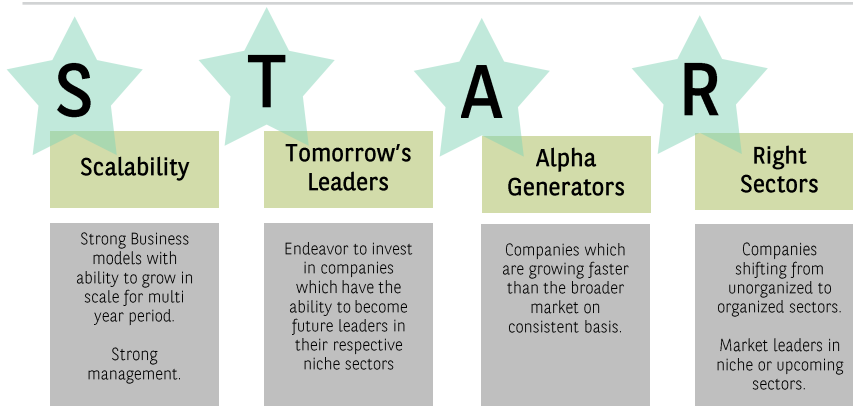 S
T
A
R
Scalability
Strong Business
models with
ability to grow in
scale for multi
year period.
Strong
management.
Tomorrow's
Leaders
Endeavor to invest
in companies
which have the
ability to become
future leaders in
their respective
niche sectors
Alpha
Generators
Companies which
are growing faster
than the broader
market on
consistent basis.
Right
Sectors
Companies
shifting from
unorganized to
organized sectors.
Market leaders in
niche or upcoming
sectors.